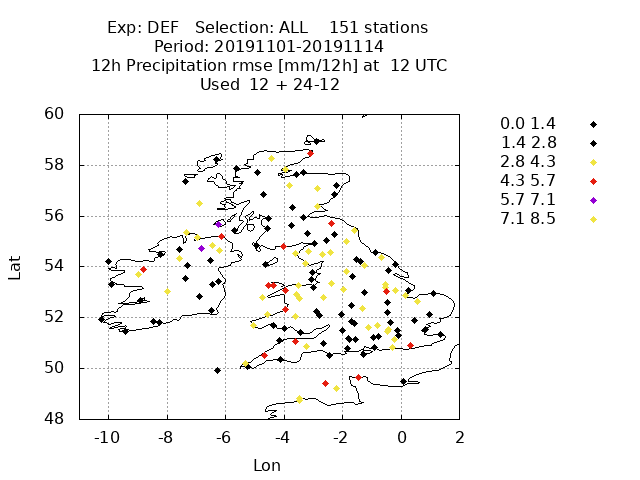 Exp: DEF   Selection: ALL    151 stations
Period: 20191101-20191114
12h Precipitation rmse [mm/12h] at  12 UTC
Used  12 + 24-12
60
58
56
54
52
50
48
-10 -8 -6 -4 -2 0 2
Lat
Lon
0.0 1.4
1.4 2.8
2.8 4.3
4.3 5.7
5.7 7.1
7.1 8.5